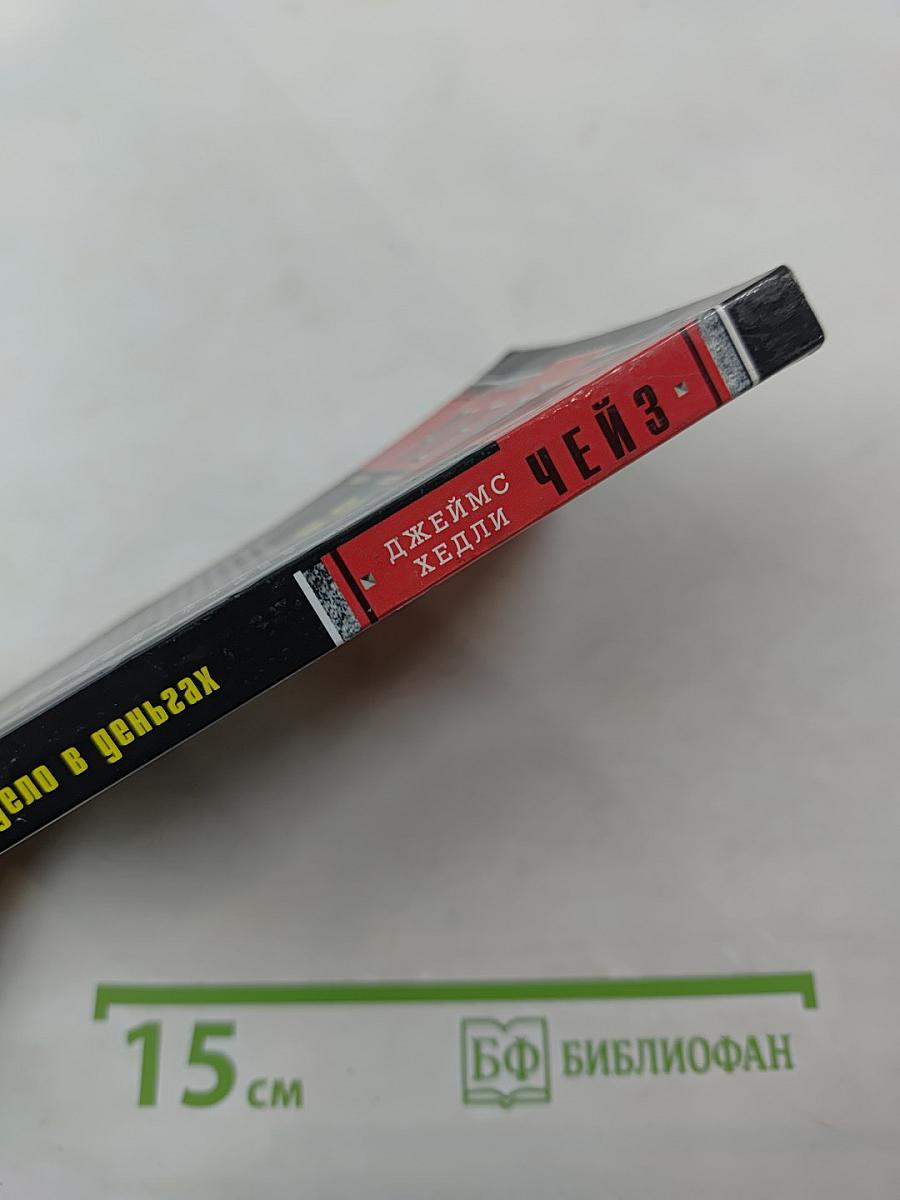 ДЖЕЙМС
ХЕДЛИ
ЧЕЙЗ
дело в деньгах
15 см
БФ БИБЛИОФАН